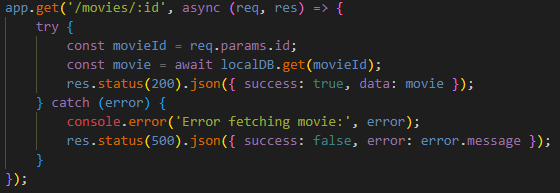 app.get('/movies/:id', async (req, res) => {
    try {
        const movieId = req.params.id;
        const movie = await localDB.get(movieId);
        res.status(200).json({ success: true, data: movie });
    } catch (error) {
        console.error('Error fetching movie:', error);
        res.status(500).json({ success: false, error: error.message });
    }
});